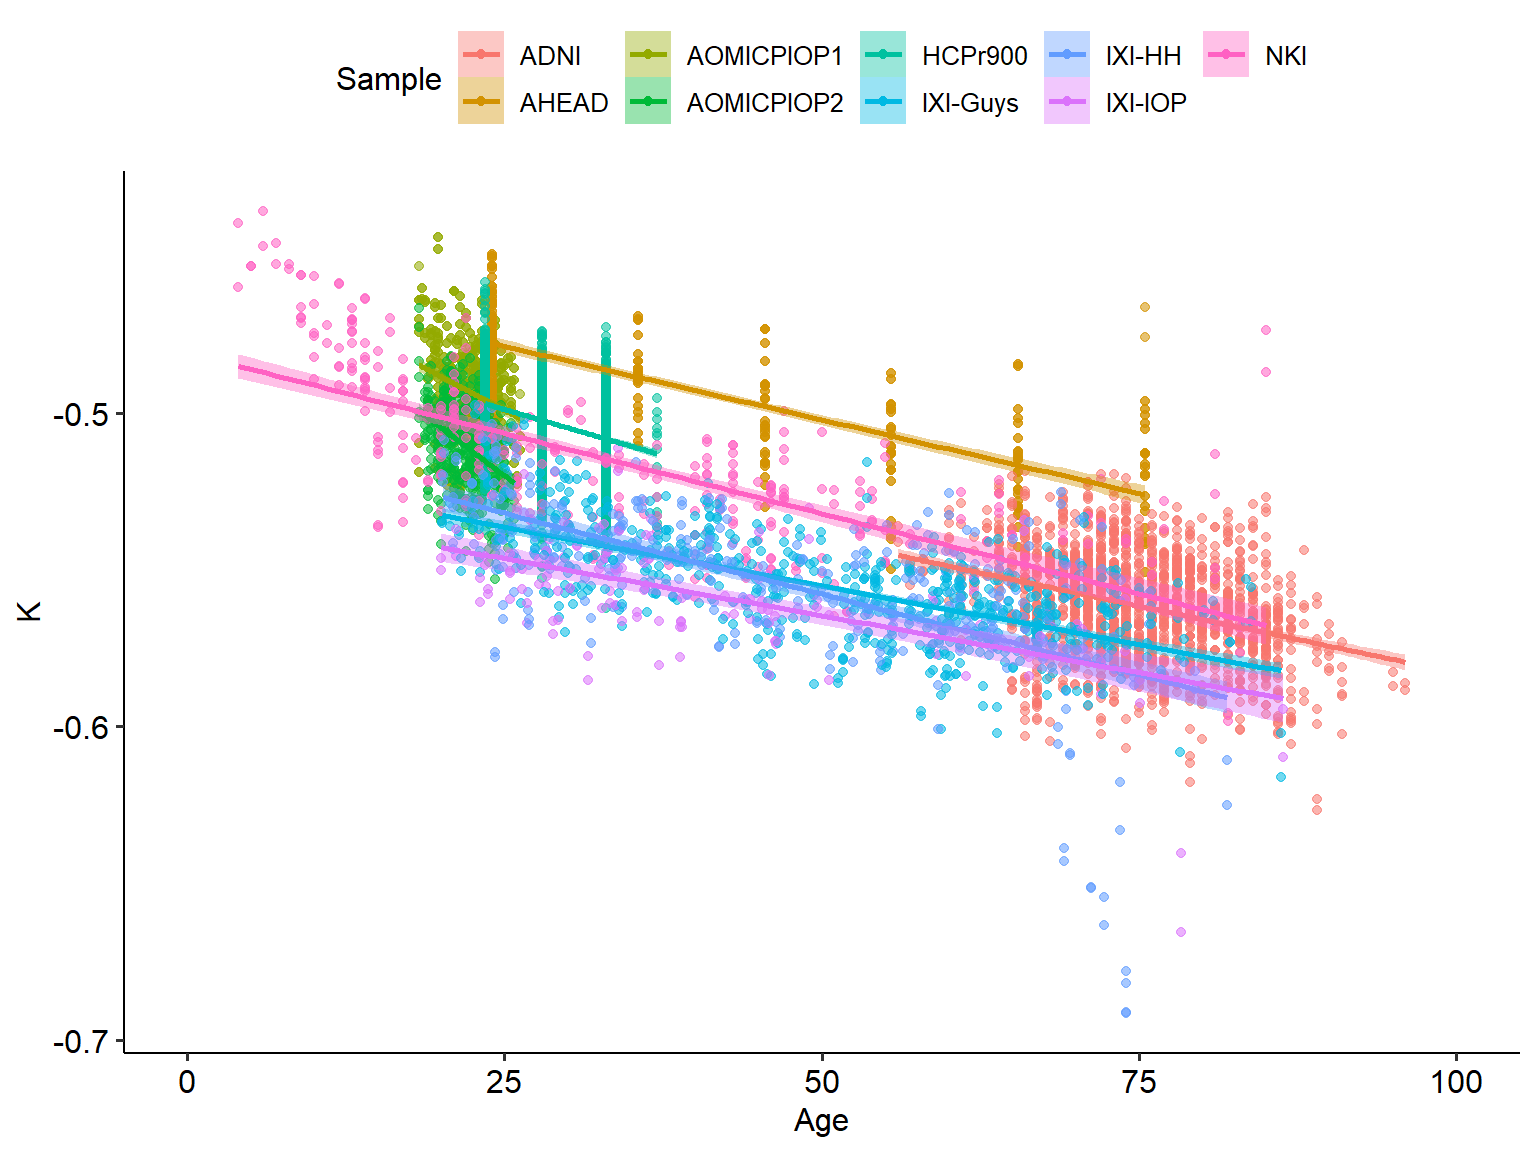 Sample
ADNI AOMICPIOP1 HCPr900 IXI-HH NKI
AHEAD AOMICPIOP2 IXI-Guys IXI-IOP
K
-0.5
-0.6
-0.7
0 25 50 75 100
Age